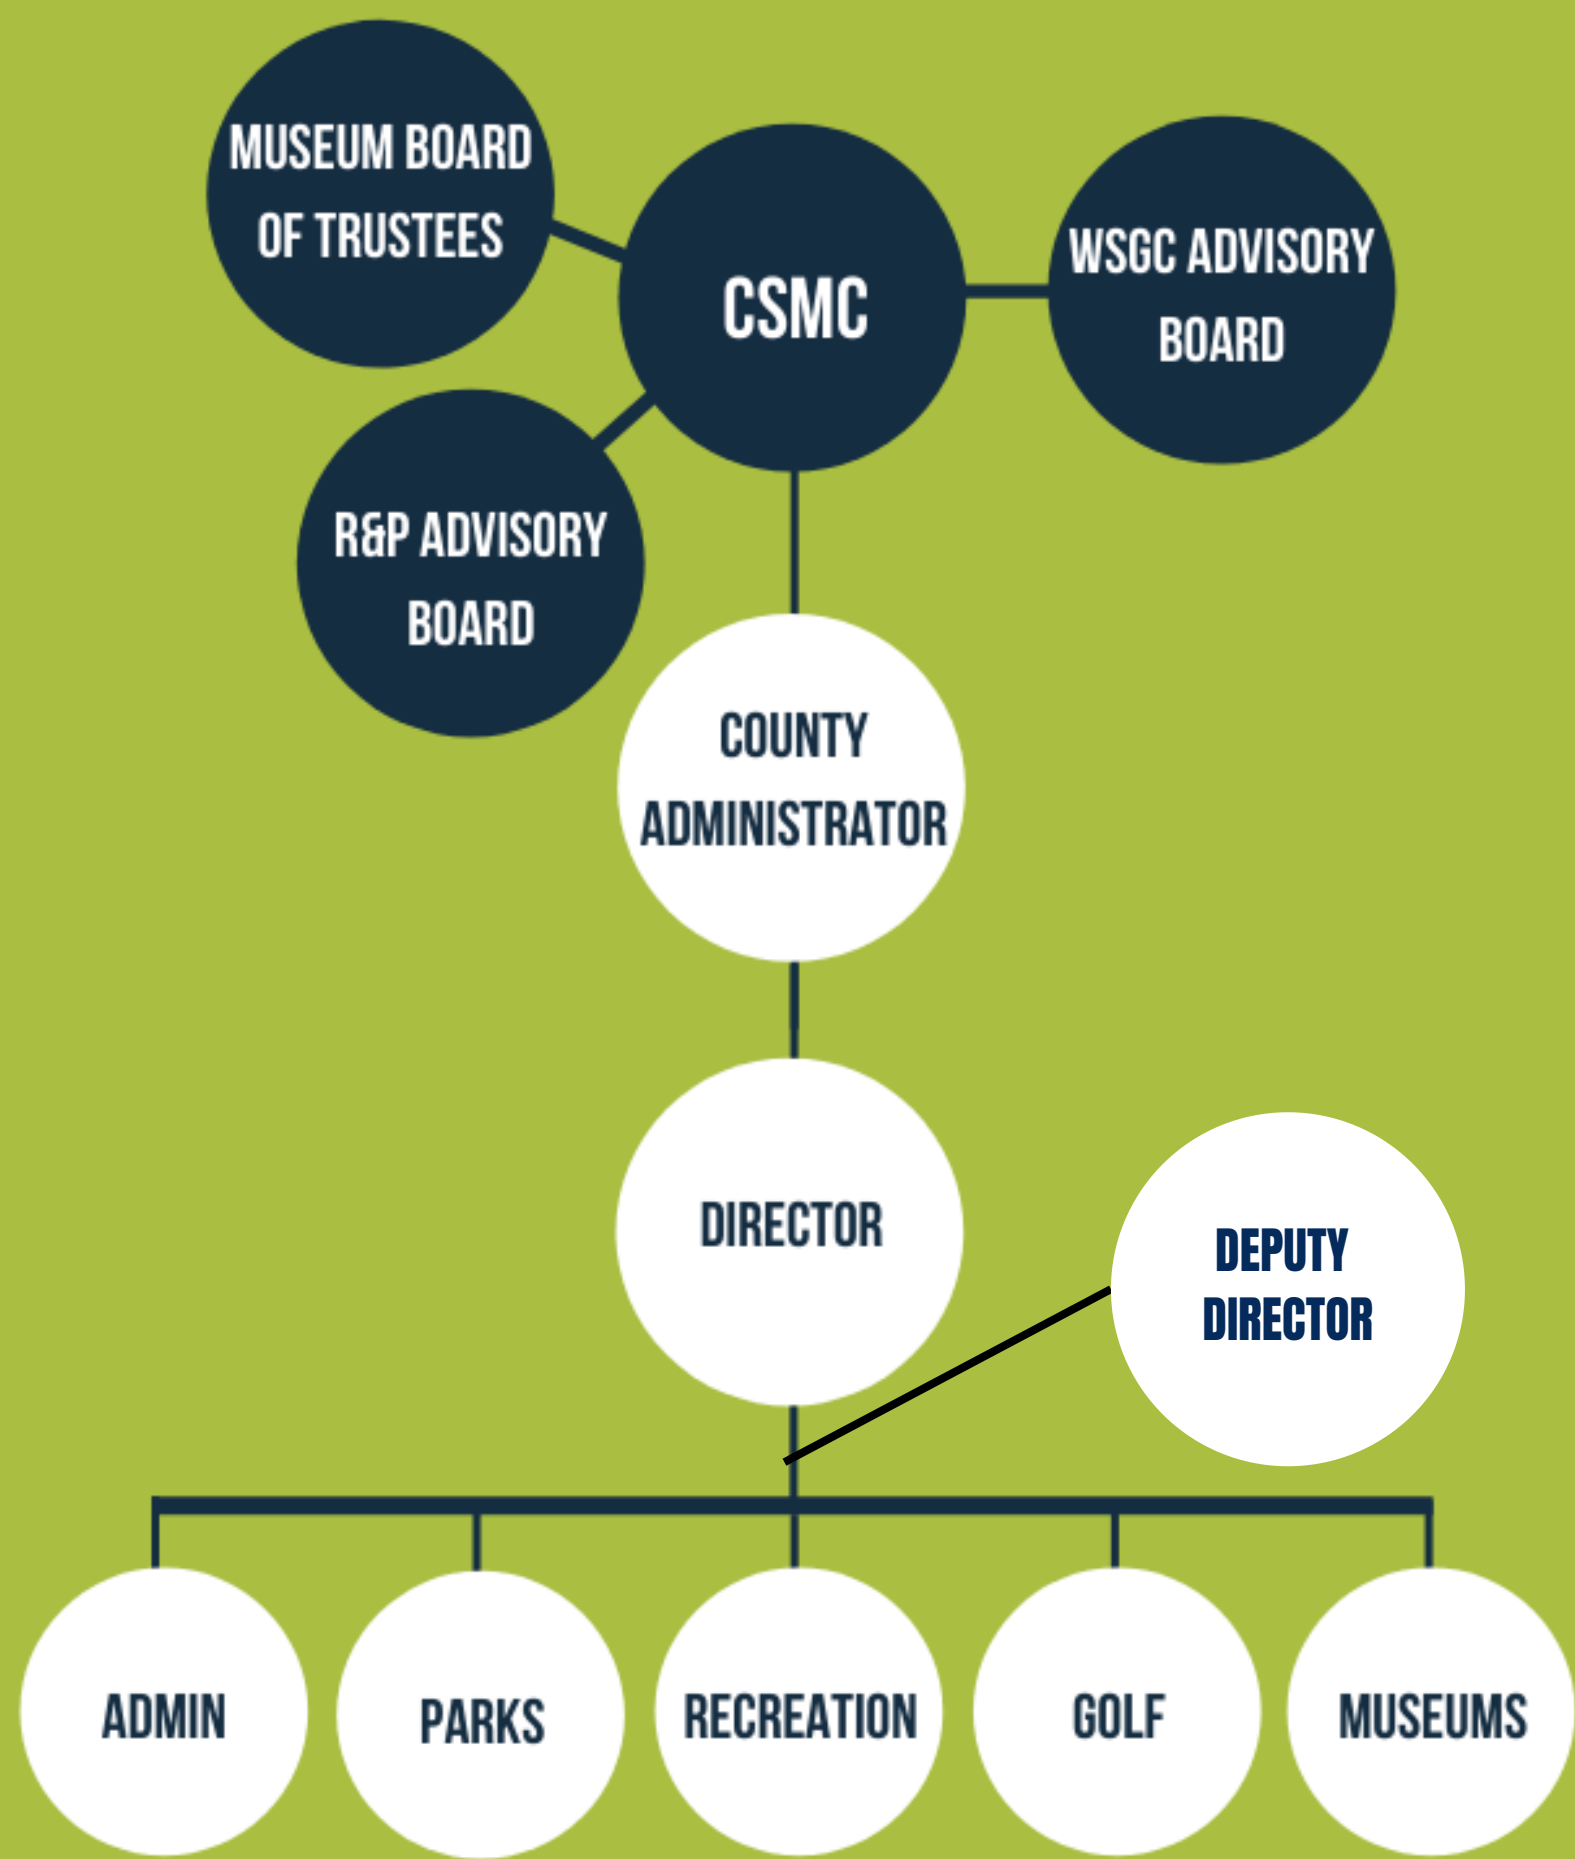 MUSEUM BOARD
OF TRUSTEES
CSMC
WSGC ADVISORY
BOARD
R&P ADVISORY
BOARD
COUNTY
ADMINISTRATOR
DIRECTOR
DEPUTY
DIRECTOR
ADMIN
PARKS
RECREATION
GOLF
MUSEUMS